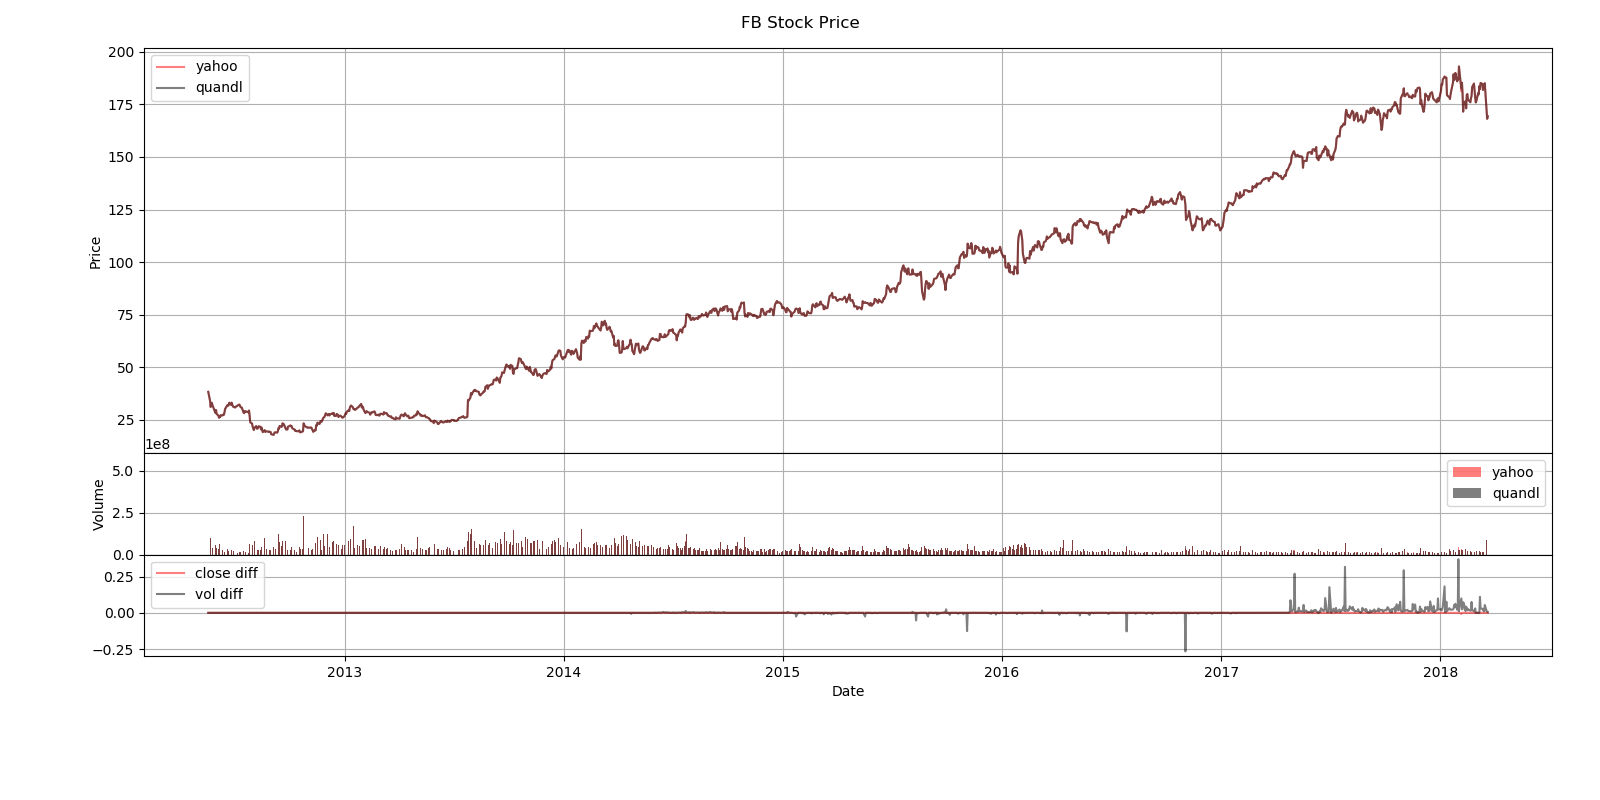 FB Stock Price
200
175
150
125
100
75
50
25
Price
yahoo
quandl
1e8
5.0
2.5
0.0
Volume
yahoo
quandl
0.25
0.00
−0.25
close diff
vol diff
2013 2014 2015 2016 2017 2018
Date